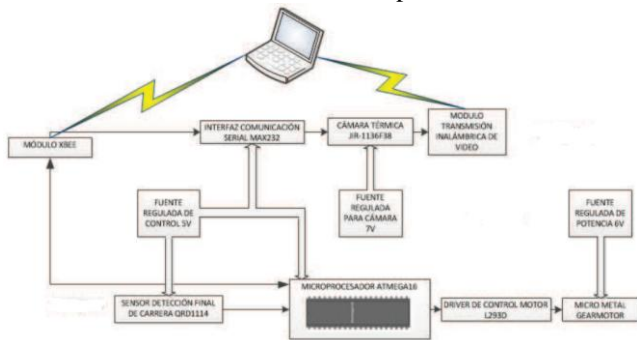 MÓDULO XBEE
INTERFAZ COMUNICACIÓN
SERIAL MAX232
CÁMARA TÉRMICA
JIR-1136F38
MODULO
TRANSMISIÓN
INALÁMBRICA DE
VIDEO
FUENTE
REGULADA DE
CONTROL 5V
FUENTE
REGULADA
PARA CÁMARA
7V
FUENTE
REGULADA DE
POTENCIA 6V
SENSOR DETECCIÓN FINAL
DE CARRERA QRD1114
MICROPROCESADOR ATMEGA16
DRIVER DE CONTROL MOTOR
L293D
MICRO METAL
GEARMOTOR